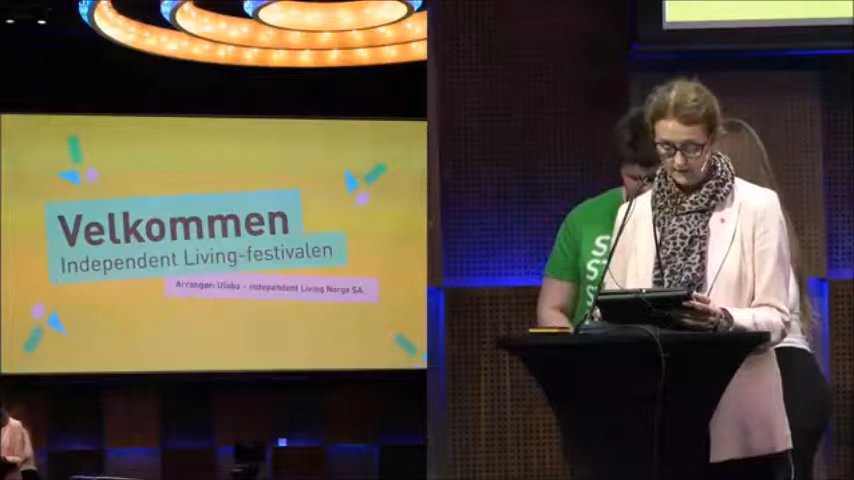 Velkommen
Independent Living-festivalen
Arrangør: Uloba - Independent Living Norge SA